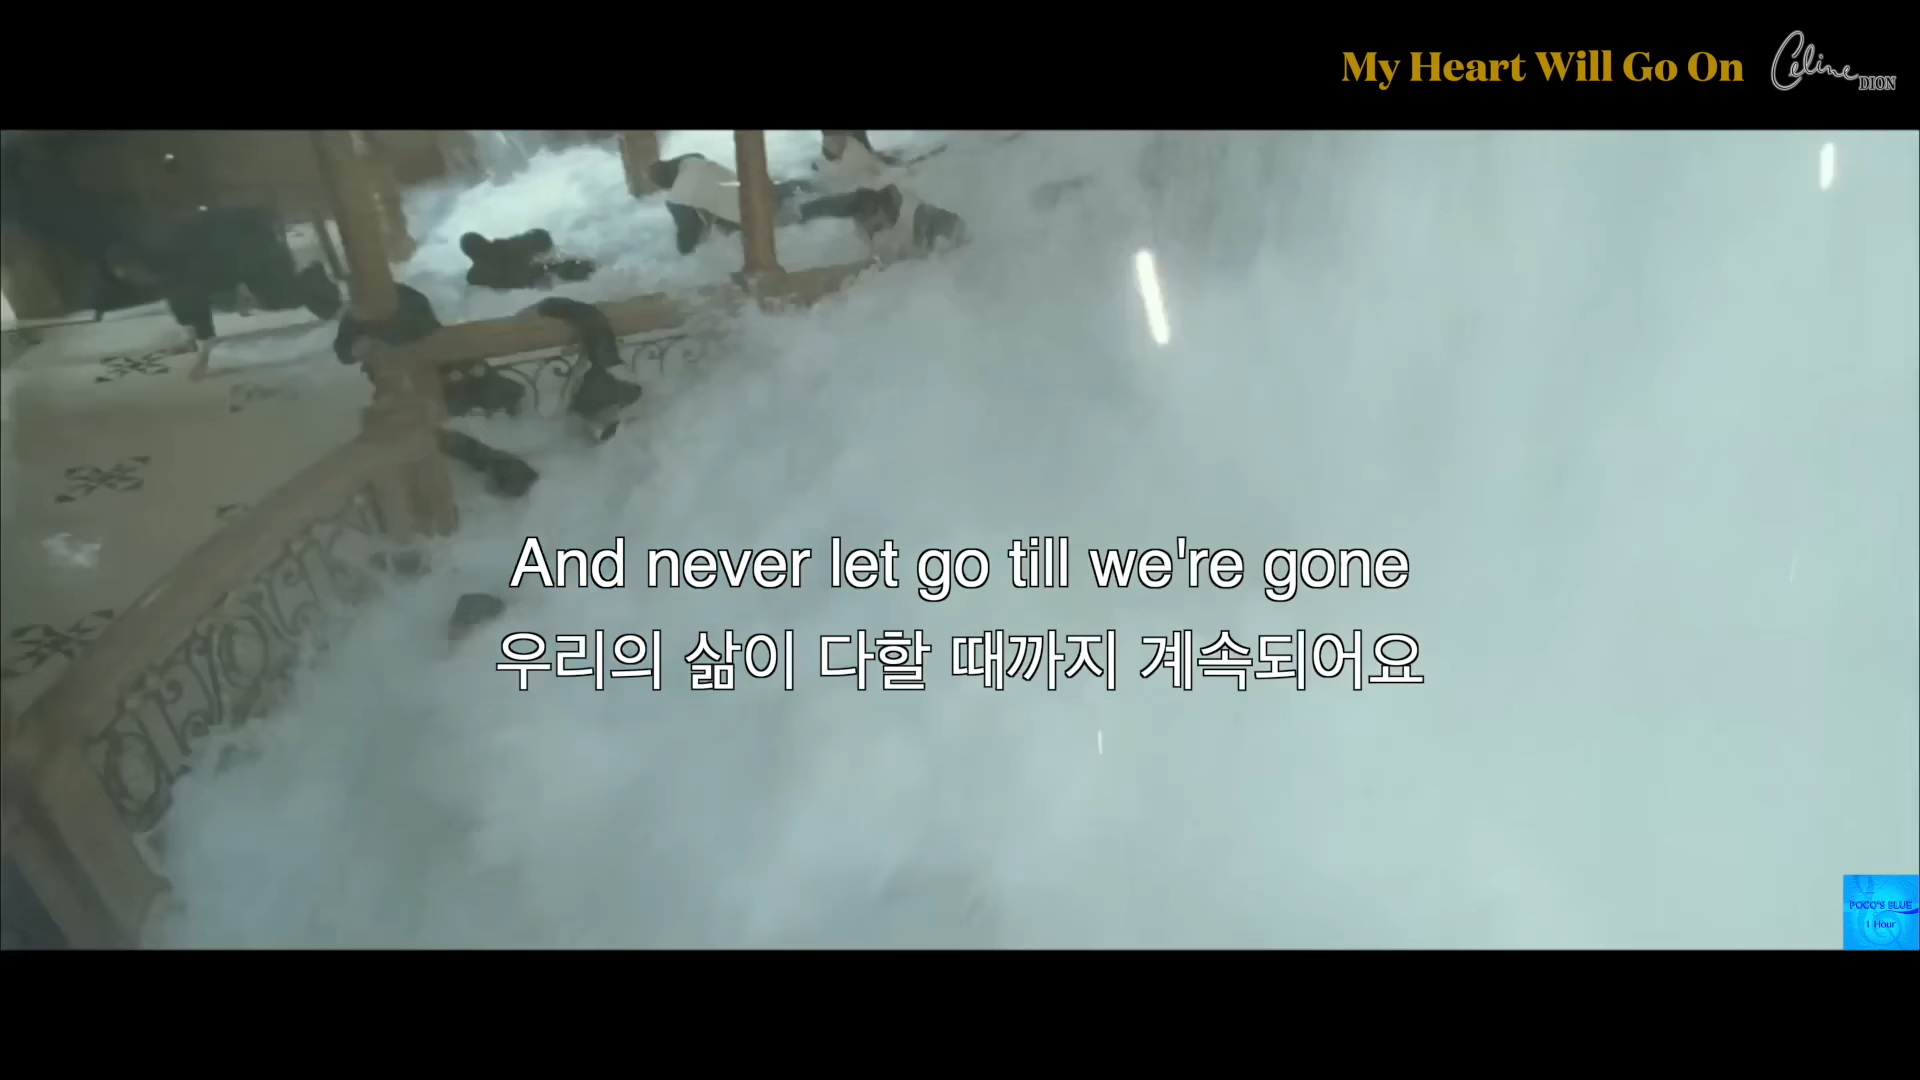 My Heart Will Go On
Celine DION
And never let go till we're gone
우리의 삶이 다할 때까지 계속되어요
POCO'S BLUE
1 Hour